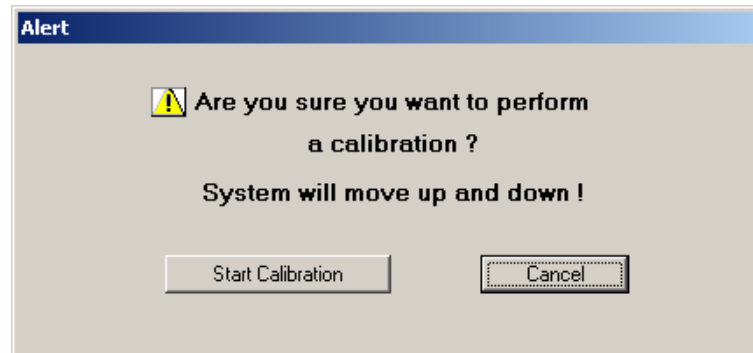 Alert
Are you sure you want to perform
a calibration ?
System will move up and down !
Start Calibration
Cancel